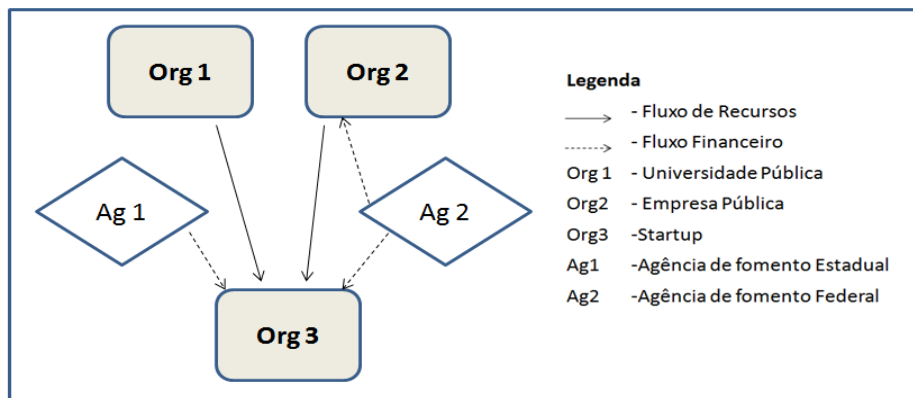 Org 1
Org 2
Ag 1
Ag 2
Org 3
Legenda
- Fluxo de Recursos
- Fluxo Financeiro
Org 1 - Universidade Pública
Org2 - Empresa Pública
Org3 -Startup
Ag1 -Agência de fomento Estadual
Ag2 -Agência de fomento Federal